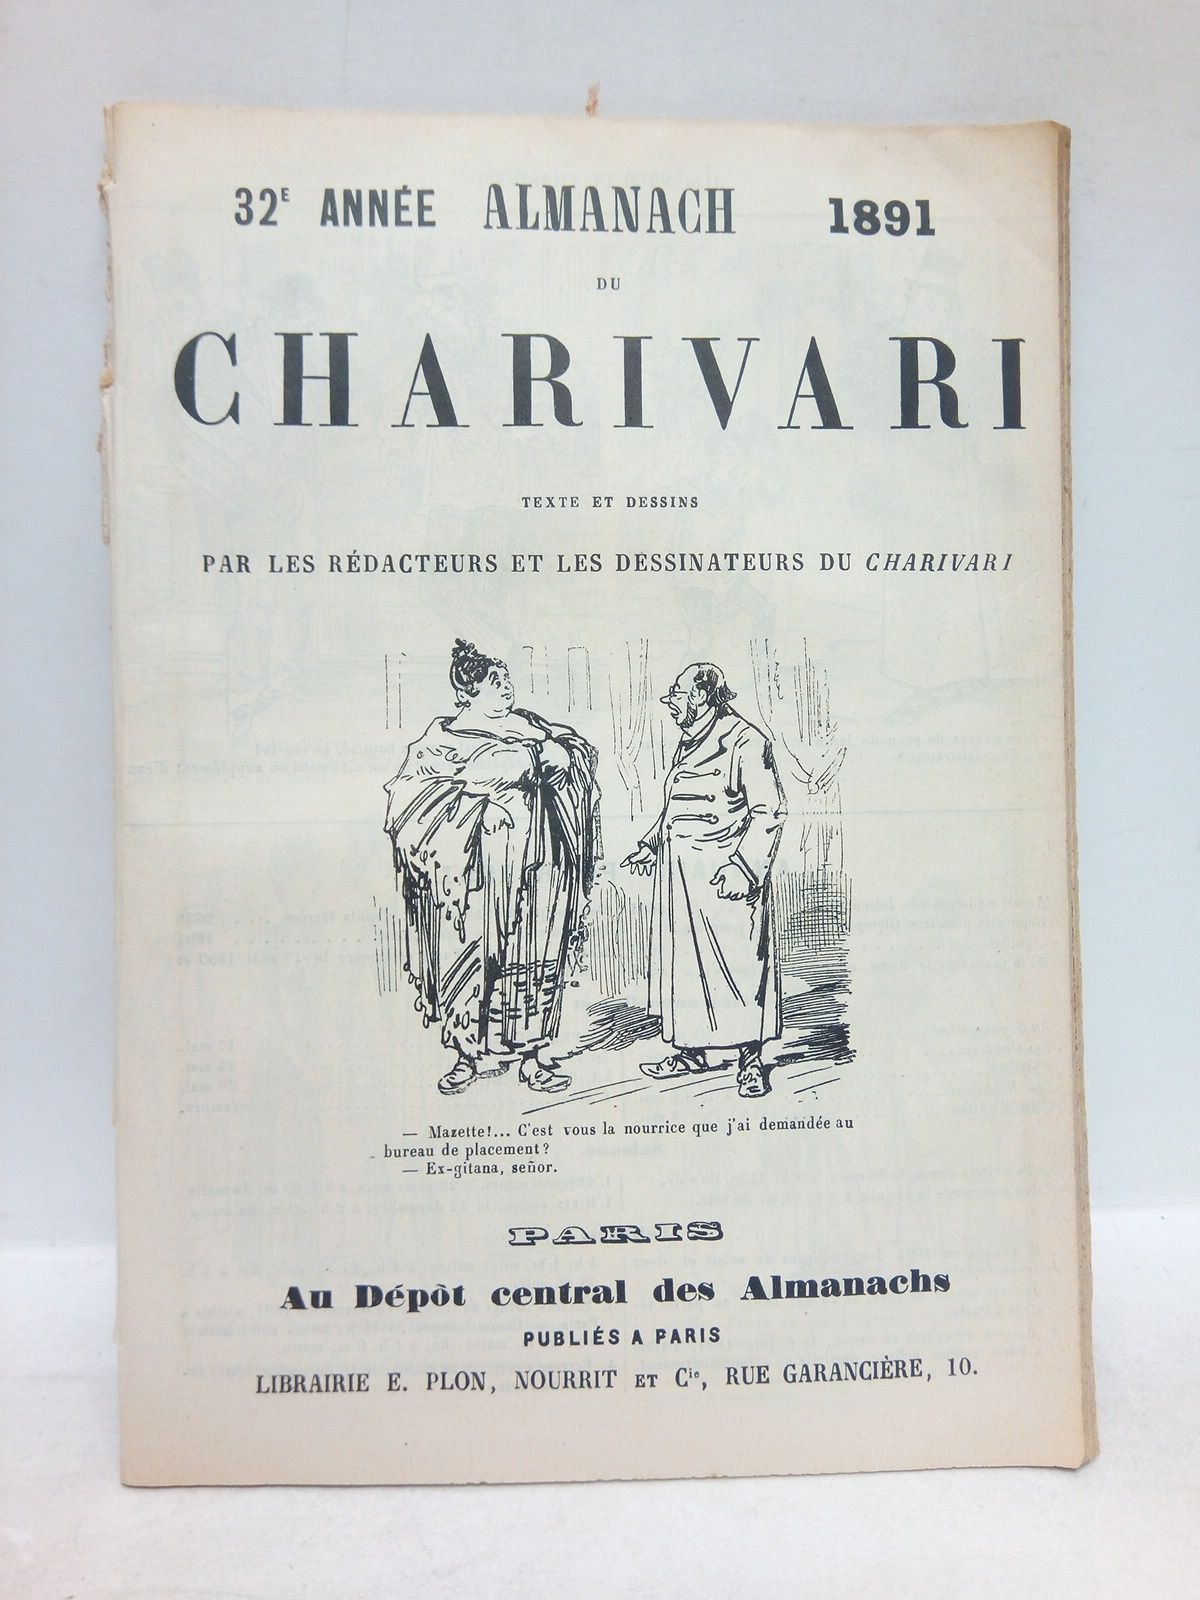 32E ANNÉE ALMANACH 1891
DU
CHARIVARI
TEXTE ET DESSINS
PAR LES RÉDACTEURS ET LES DESSINATEURS DU CHARIVARI
— Mazette!... C'est vous la nourrice que j'ai demandée au
bureau de placement?
— Ex-gitana, señor.
PARIS
Au Dépôt central des Almanachs
PUBLIÉS A PARIS
LIBRAIRIE E. PLON, NOURRIT ET Cie, RUE GARANCIÈRE, 10.